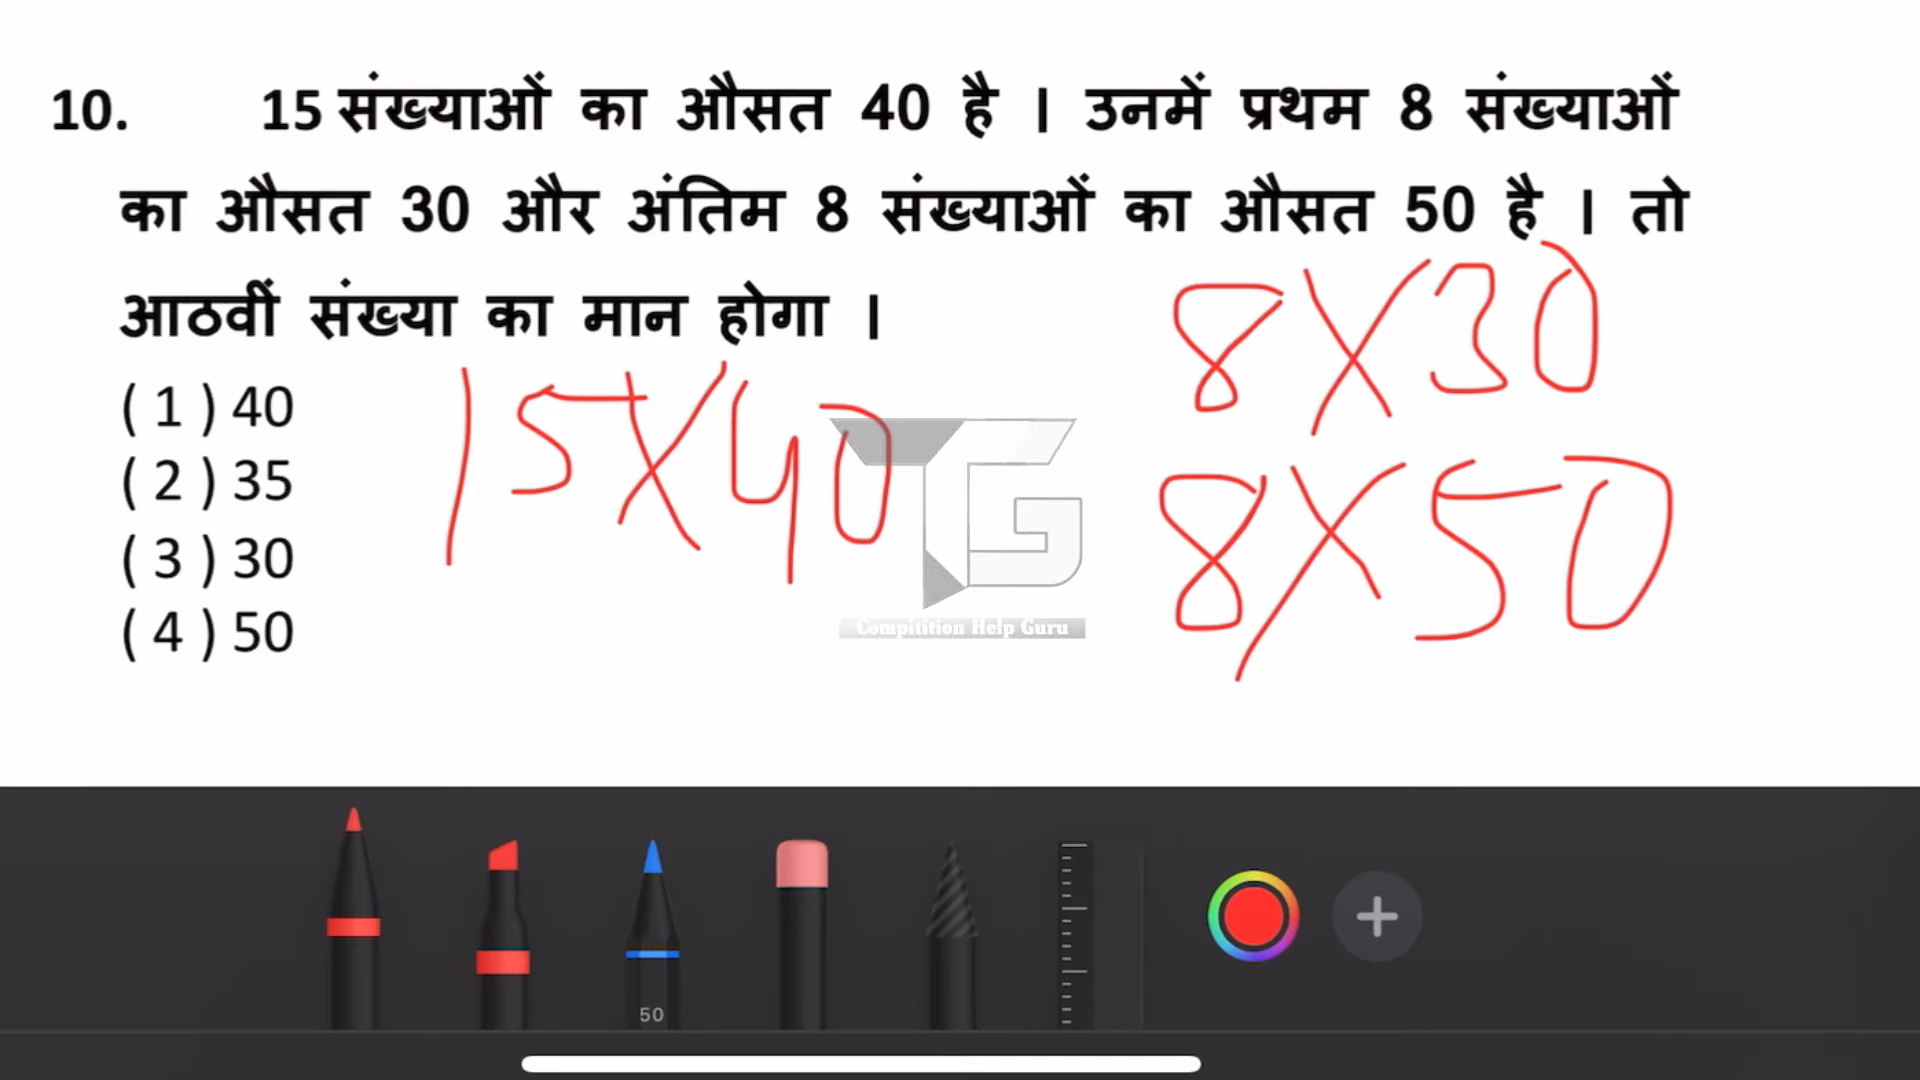 10. 15 संख्याओं का औसत 40 है । उनमें प्रथम 8 संख्याओं
का औसत 30 और अंतिम 8 संख्याओं का औसत 50 है । तो
आठवीं संख्या का मान होगा ।
8X30
( 1 ) 40
15X40
( 2 ) 35
8X50
( 3 ) 30
( 4 ) 50
TG
Compitition Help Guru
50